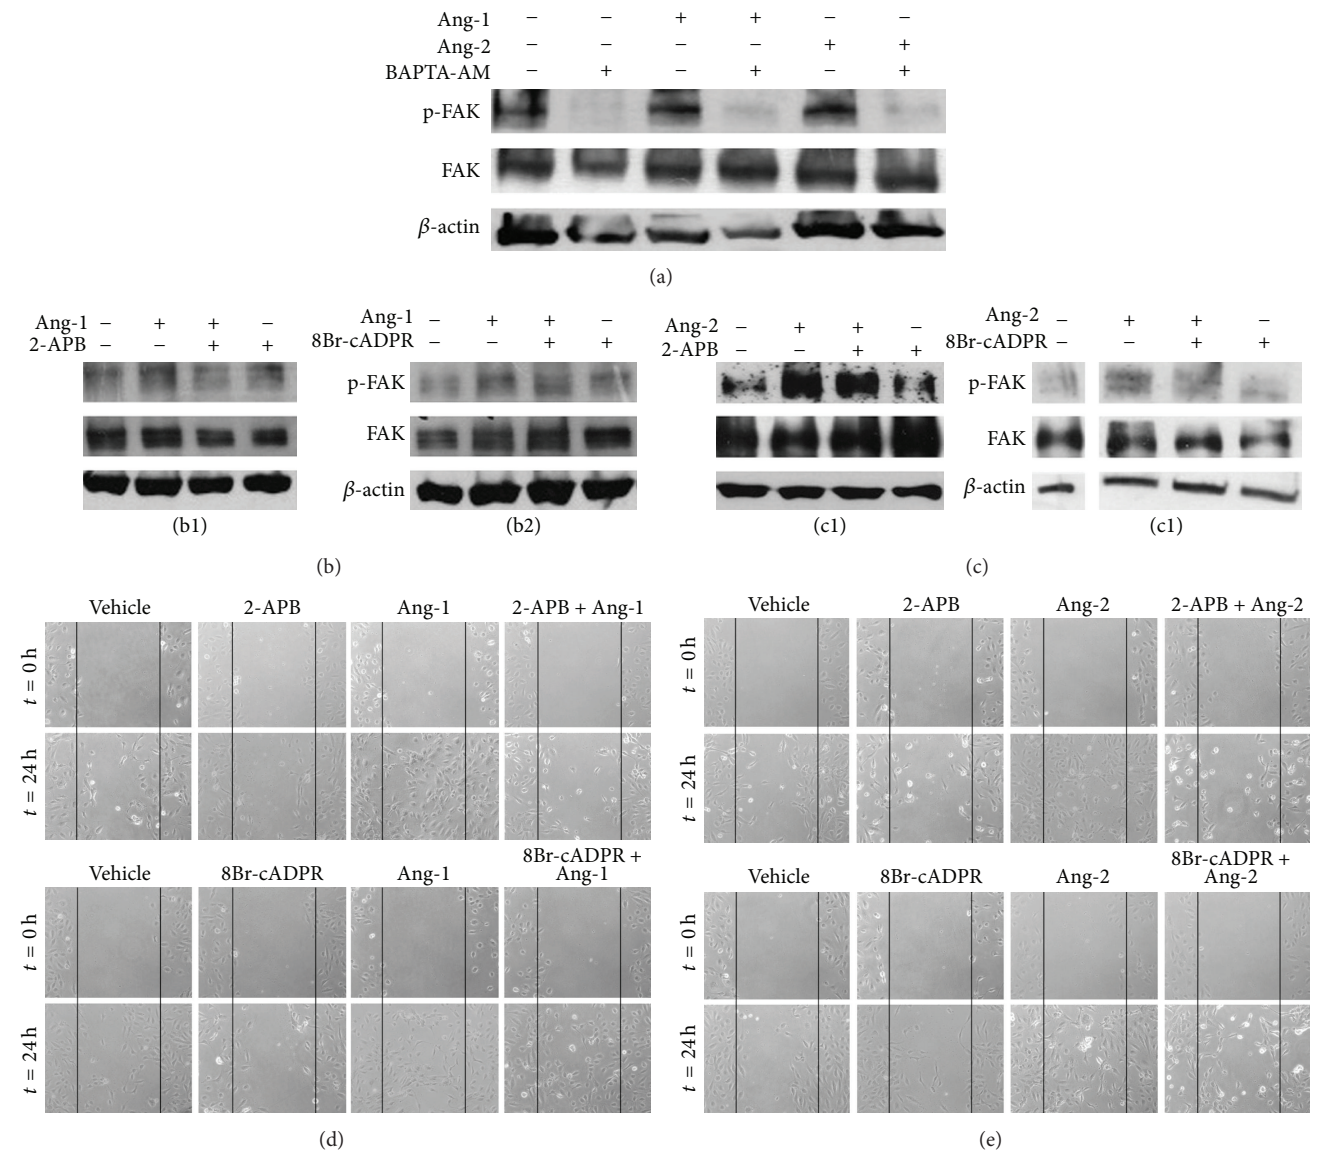 Ang-1 − − + + − −
Ang-2 − − − − + +
BAPTA-AM − + − + − +
p-FAK
FAK
β-actin
(a)
Ang-1 − + + −
2-APB − − + +
(b1)
Ang-1 − + + −
8Br-cADPR − − + +
p-FAK
FAK
β-actin
(b2)
(b)
Ang-2 − + + −
2-APB − − + +
(c1)
Ang-2 − + + −
8Br-cADPR − − + +
p-FAK
FAK
β-actin
(c1)
(c)
Vehicle 2-APB Ang-1 2-APB + Ang-1
t = 0 h
t = 24 h
Vehicle 8Br-cADPR Ang-1 8Br-cADPR +
Ang-1
t = 0 h
t = 24 h
(d)
Vehicle 2-APB Ang-2 2-APB + Ang-2
t = 0 h
t = 24 h
Vehicle 8Br-cADPR Ang-2 8Br-cADPR +
Ang-2
t = 0 h
t = 24 h
(e)